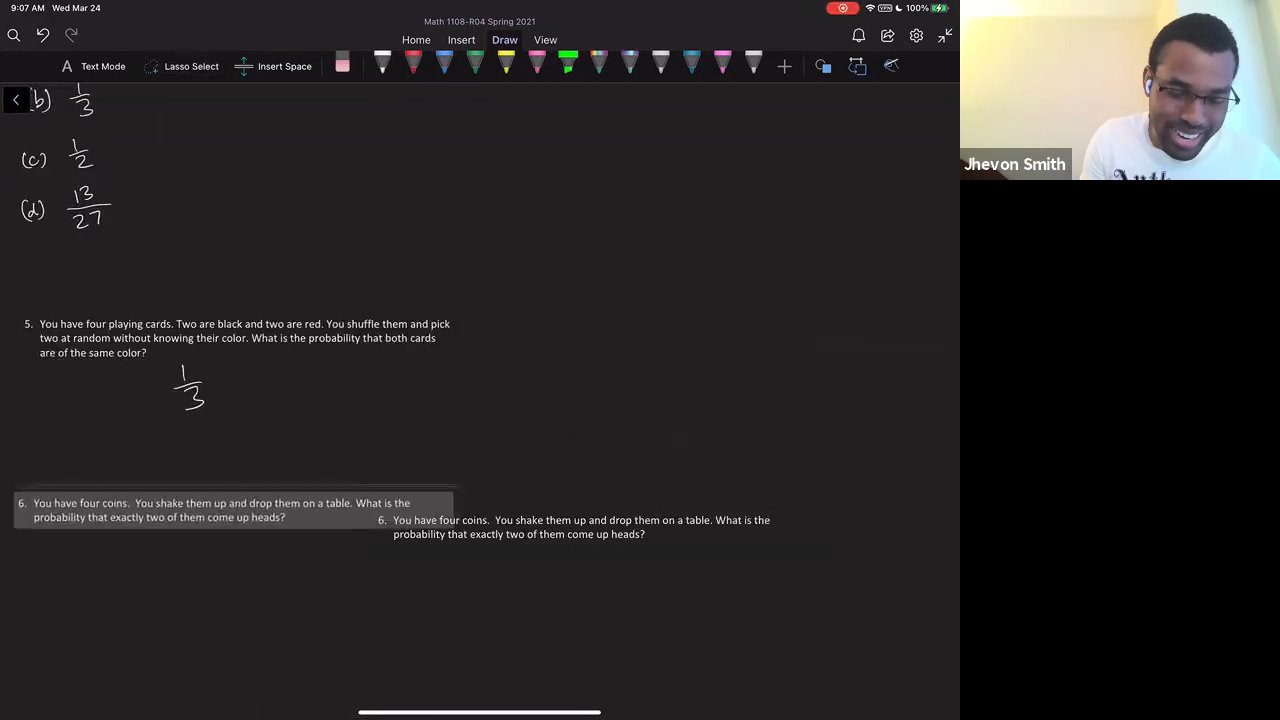 9:07 AM Wed Mar 24
100%
Math 1108-R04 Spring 2021
Home Insert Draw View
A Text Mode Lasso Select Insert Space
b) 1/3
(c) 1/2
(d) 13/27
5. You have four playing cards. Two are black and two are red. You shuffle them and pick
two at random without knowing their color. What is the probability that both cards
are of the same color?
1/3
6. You have four coins. You shake them up and drop them on a table. What is the
probability that exactly two of them come up heads?
6. You have four coins. You shake them up and drop them on a table. What is the
probability that exactly two of them come up heads?
Jhevon Smith